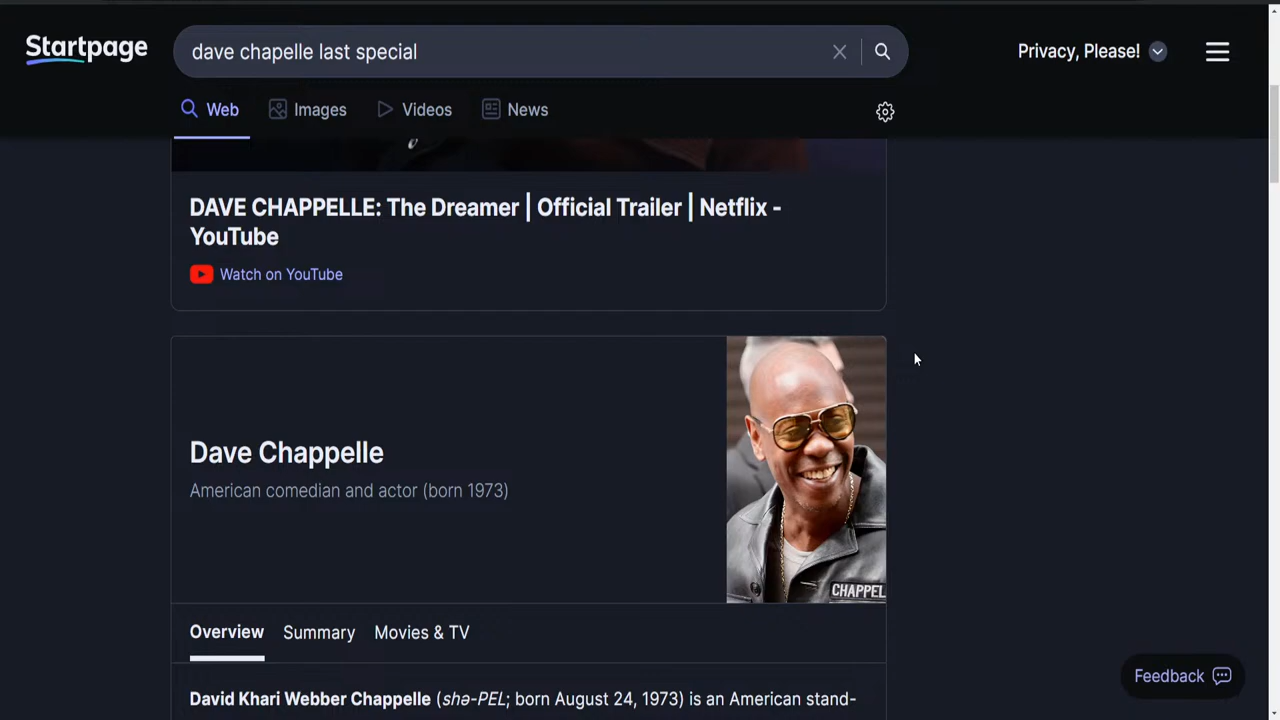 Startpage
dave chapelle last special
Privacy, Please!
Web
Images
Videos
News
DAVE CHAPPELLE: The Dreamer | Official Trailer | Netflix -
YouTube
Watch on YouTube
Dave Chappelle
American comedian and actor (born 1973)
CHAPPEL
Overview
Summary
Movies & TV
David Khari Webber Chappelle (shə-PEL; born August 24, 1973) is an American stand-
Feedback